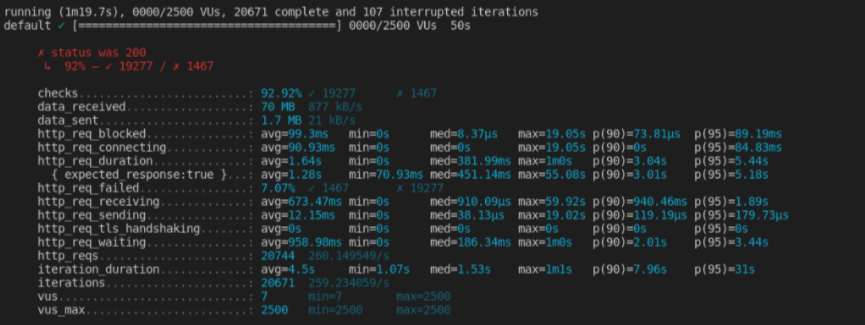 running (1m19.7s), 0000/2500 VUs, 20671 complete and 107 interrupted iterations
default ✓ [======================================] 0000/2500 VUs  50s
✗ status was 200
↳  92% — ✓ 19277 / ✗ 1467
checks.........................: 92.92% ✓ 19277      ✗ 1467
data_received..................: 70 MB  877 kB/s
data_sent......................: 1.7 MB 21 kB/s
http_req_blocked...............: avg=99.3ms   min=0s      med=8.37µs   max=19.05s p(90)=73.81µs  p(95)=89.19ms
http_req_connecting............: avg=90.93ms  min=0s      med=0s       max=19.05s p(90)=0s       p(95)=84.83ms
http_req_duration..............: avg=1.64s    min=0s      med=381.99ms max=1m0s   p(90)=3.04s    p(95)=5.44s
{ expected_response:true }...: avg=1.28s    min=70.93ms med=451.14ms max=55.08s p(90)=3.01s    p(95)=5.18s
http_req_failed................: 7.07%  ✓ 1467       ✗ 19277
http_req_receiving.............: avg=673.47ms min=0s      med=910.09µs max=59.92s p(90)=940.46ms p(95)=1.89s
http_req_sending...............: avg=12.15ms  min=0s      med=38.13µs  max=19.02s p(90)=119.19µs p(95)=179.73µs
http_req_tls_handshaking.......: avg=0s       min=0s      med=0s       max=0s     p(90)=0s       p(95)=0s
http_req_waiting...............: avg=958.98ms min=0s      med=186.34ms max=1m0s   p(90)=2.01s    p(95)=3.44s
http_reqs......................: 20744  260.149549/s
iteration_duration.............: avg=4.5s     min=1.07s   med=1.53s    max=1m1s   p(90)=7.96s    p(95)=31s
iterations.....................: 20671  259.234059/s
vus............................: 7      min=7        max=2500
vus_max........................: 2500   min=2500     max=2500